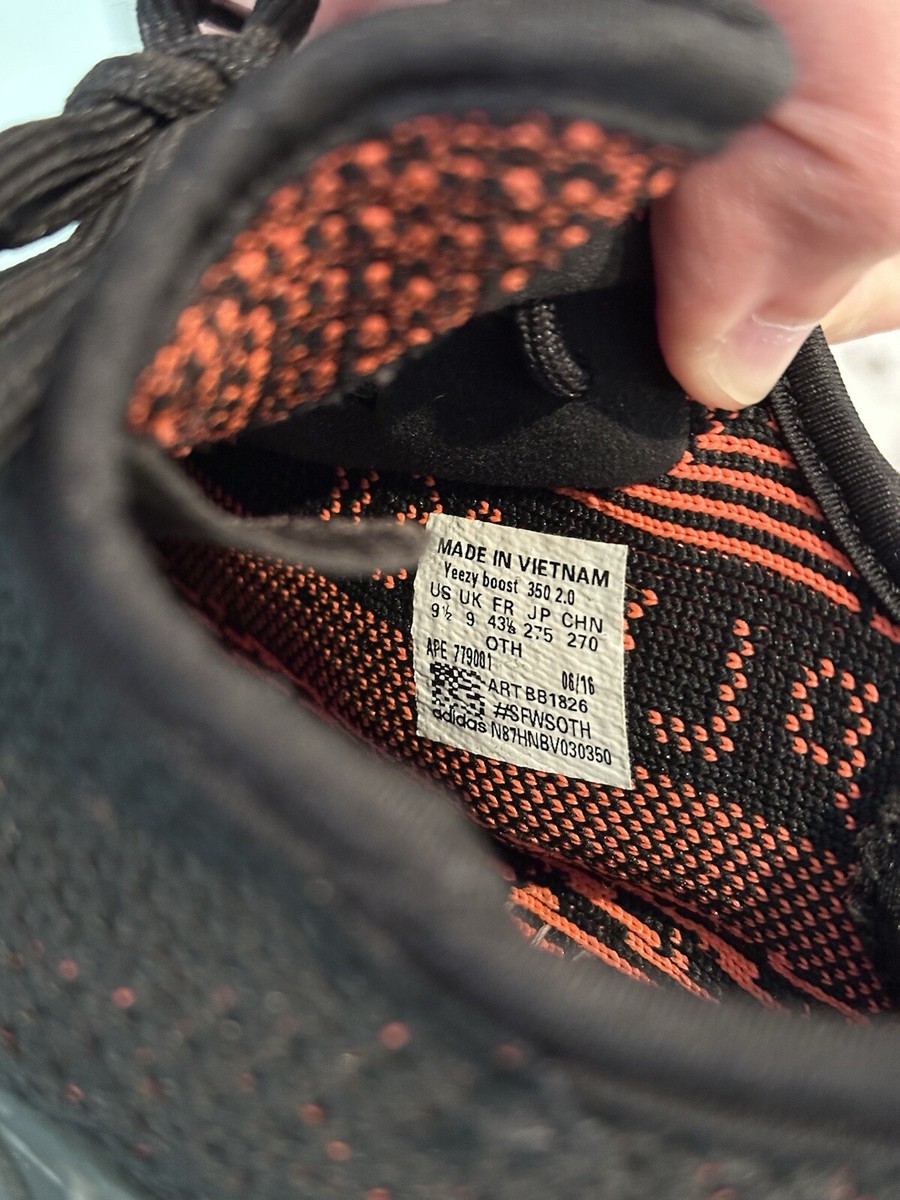 MADE IN VIETNAM
Yeezy boost 350 2.0
US UK FR JP CHN
9½ 9 43⅓ 275 270
OTH
APE 779001 08/16
ART BB1826
#SFWSOTH
adidas N87HNBV030350